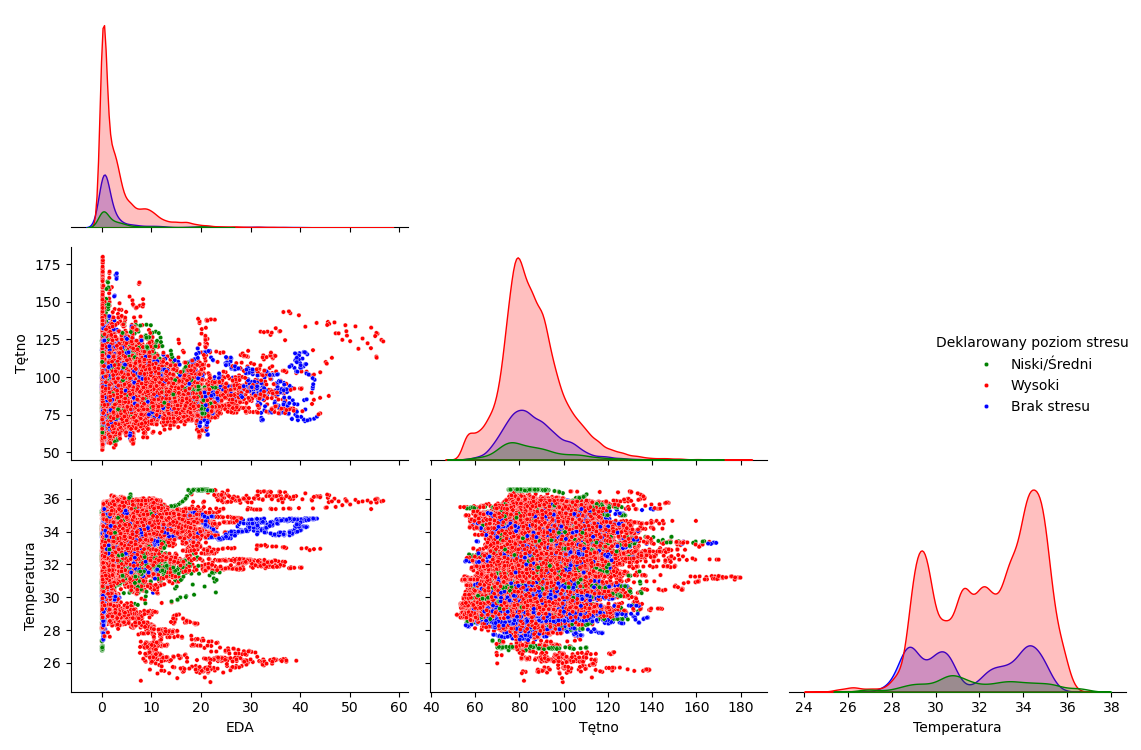 Tętno
175
150
125
100
75
50
Deklarowany poziom stresu
Niski/Średni
Wysoki
Brak stresu
Temperatura
36
34
32
30
28
26
0 10 20 30 40 50 60
40 60 80 100 120 140 160 180
24 26 28 30 32 34 36 38
EDA
Tętno
Temperatura